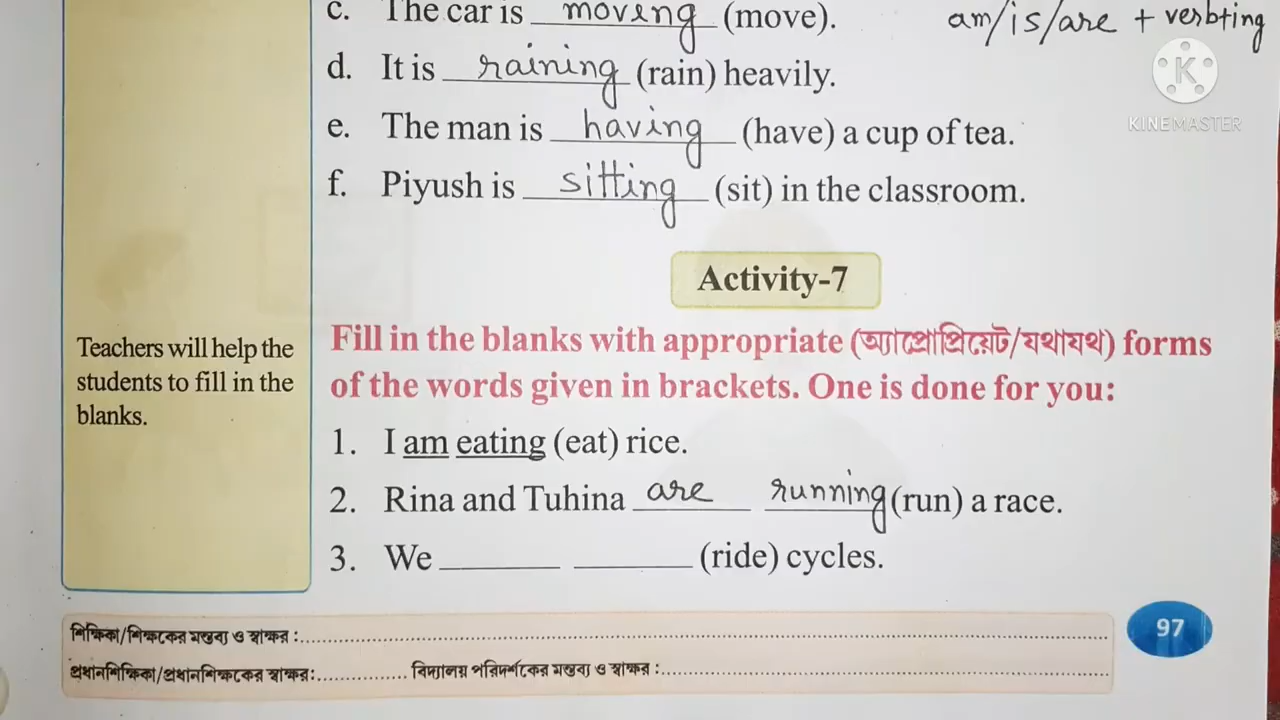 c. The car is moving (move).
am/is/are + verb+ing
d. It is raining (rain) heavily.
KINEMASTER
e. The man is having (have) a cup of tea.
f. Piyush is sitting (sit) in the classroom.
Activity-7
Teachers will help the
students to fill in the
blanks.
Fill in the blanks with appropriate (অ্যাপ্রোপ্রিয়েট/যথাযথ) forms
of the words given in brackets. One is done for you:
1. I am eating (eat) rice.
2. Rina and Tuhina are running (run) a race.
3. We ______ ______ (ride) cycles.
শিক্ষিকা/শিক্ষকের মন্তব্য ও স্বাক্ষর :
97
প্রধানশিক্ষিকা/প্রধানশিক্ষকের স্বাক্ষর: বিদ্যালয় পরিদর্শকের মন্তব্য ও স্বাক্ষর :